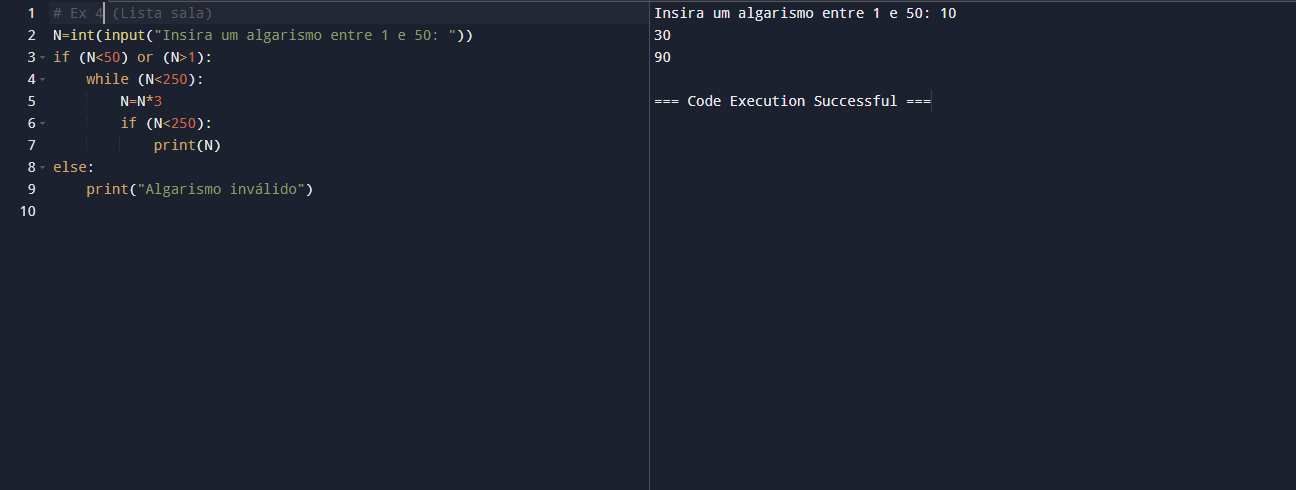 1 # Ex 4 (Lista sala)
2 N=int(input("Insira um algarismo entre 1 e 50: "))
3 if (N<50) or (N>1):
4     while (N<250):
5         N=N*3
6         if (N<250):
7             print(N)
8 else:
9     print("Algarismo inválido")
10
Insira um algarismo entre 1 e 50: 10
30
90
=== Code Execution Successful ===